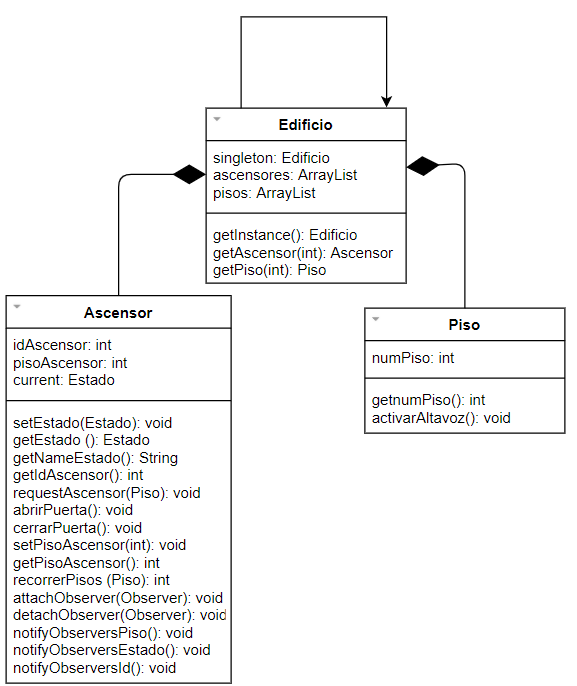 Edificio
singleton: Edificio
ascensores: ArrayList
pisos: ArrayList
getInstance(): Edificio
getAscensor(int): Ascensor
getPiso(int): Piso
Ascensor
idAscensor: int
pisoAscensor: int
current: Estado
setEstado(Estado): void
getEstado (): Estado
getNameEstado(): String
getIdAscensor(): int
requestAscensor(Piso): void
abrirPuerta(): void
cerrarPuerta(): void
setPisoAscensor(int): void
getPisoAscensor(): int
recorrerPisos (Piso): int
attachObserver(Observer): void
detachObserver(Observer): void
notifyObserversPiso(): void
notifyObserversEstado(): void
notifyObserversId(): void
Piso
numPiso: int
getnumPiso(): int
activarAltavoz(): void